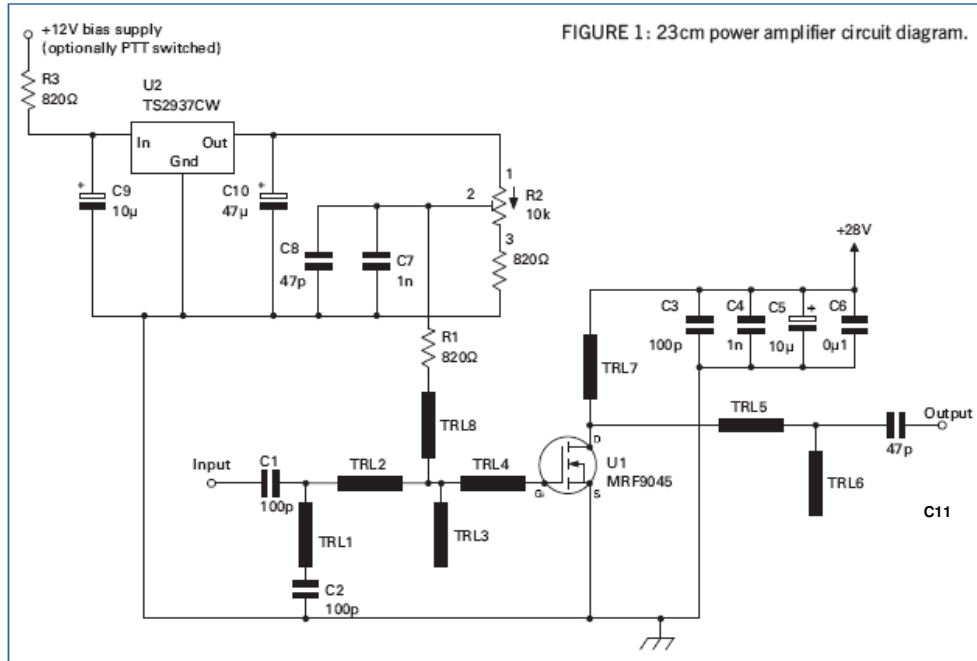 +12V bias supply
(optionally PTT switched)
FIGURE 1: 23cm power amplifier circuit diagram.
R3
820Ω
U2
TS2937CW
In
Out
Gnd
+
C9
10µ
C10
+
47µ
1
2
R2
10k
3
820Ω
C8
47p
C7
1n
+28V
C3
100p
C4
1n
C5
+
10µ
C6
0µ1
R1
820Ω
TRL7
TRL8
TRL5
Output
47p
Input
C1
100p
TRL2
TRL4
D
G
S
U1
MRF9045
TRL6
C11
TRL1
TRL3
C2
100p